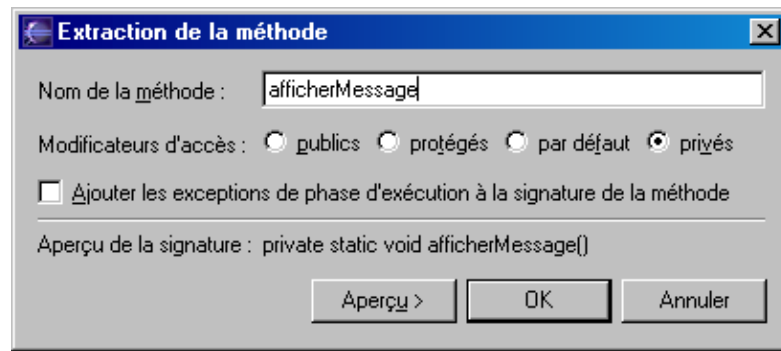 Extraction de la méthode
Nom de la méthode : afficherMessage
Modificateurs d'accès : publics protégés par défaut privés
Ajouter les exceptions de phase d'exécution à la signature de la méthode
Aperçu de la signature : private static void afficherMessage()
Aperçu > OK Annuler